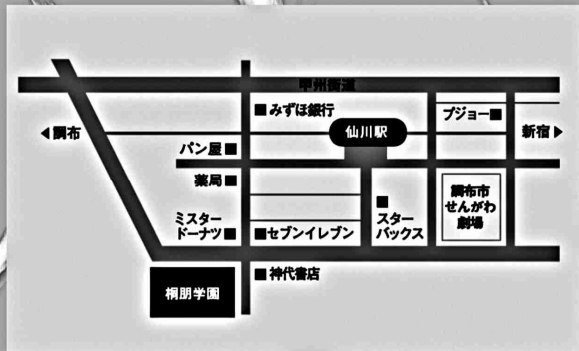 甲州街道
みずほ銀行
プジョー
仙川駅
◀調布
新宿▶
パン屋
薬局
調布市
せんがわ
劇場
ミスター
ドーナツ
セブンイレブン
スター
バックス
神代書店
桐朋学園